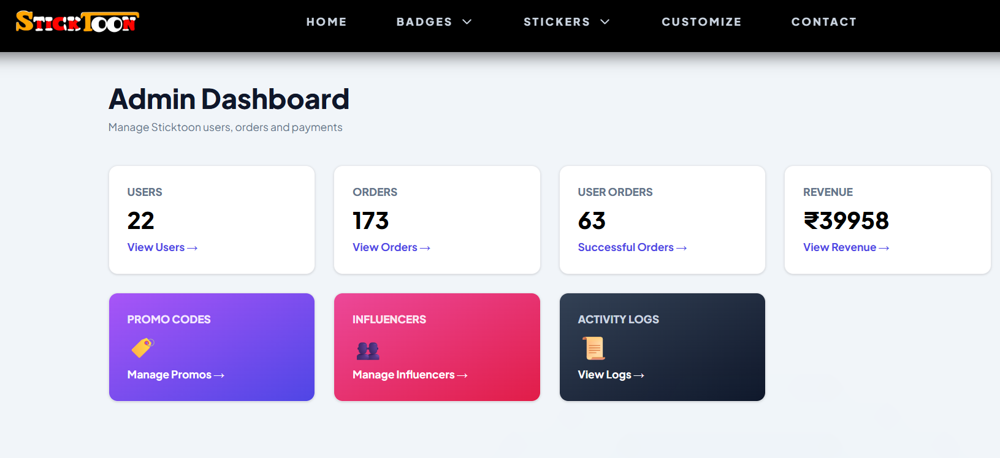 STICKTOON
HOME
BADGES
STICKERS
CUSTOMIZE
CONTACT
Admin Dashboard
Manage Sticktoon users, orders and payments
USERS
22
View Users →
ORDERS
173
View Orders →
USER ORDERS
63
Successful Orders →
REVENUE
₹39958
View Revenue →
PROMO CODES
Manage Promos →
INFLUENCERS
Manage Influencers →
ACTIVITY LOGS
View Logs →